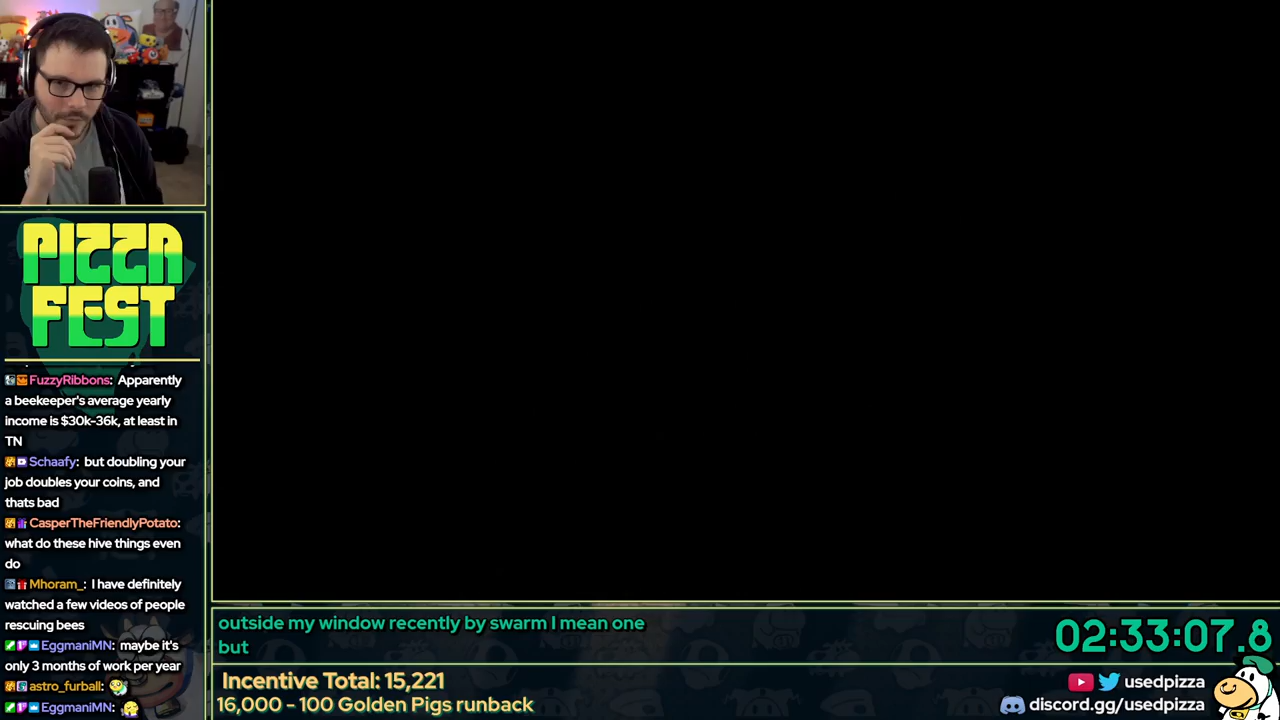 PIZZA
FEST
FuzzyRibbons: Apparently
a beekeeper's average yearly
income is $30k-36k, at least in
TN
Schaafy: but doubling your
job doubles your coins, and
thats bad
CasperTheFriendlyPotato:
what do these hive things even
do
Mhoram_: I have definitely
watched a few videos of people
rescuing bees
EggmaniMN: maybe it's
only 3 months of work per year
astro_furball:
EggmaniMN:
outside my window recently by swarm I mean one
but
02:33:07.8
Incentive Total: 15,221
16,000 - 100 Golden Pigs runback
usedpizza
discord.gg/usedpizza